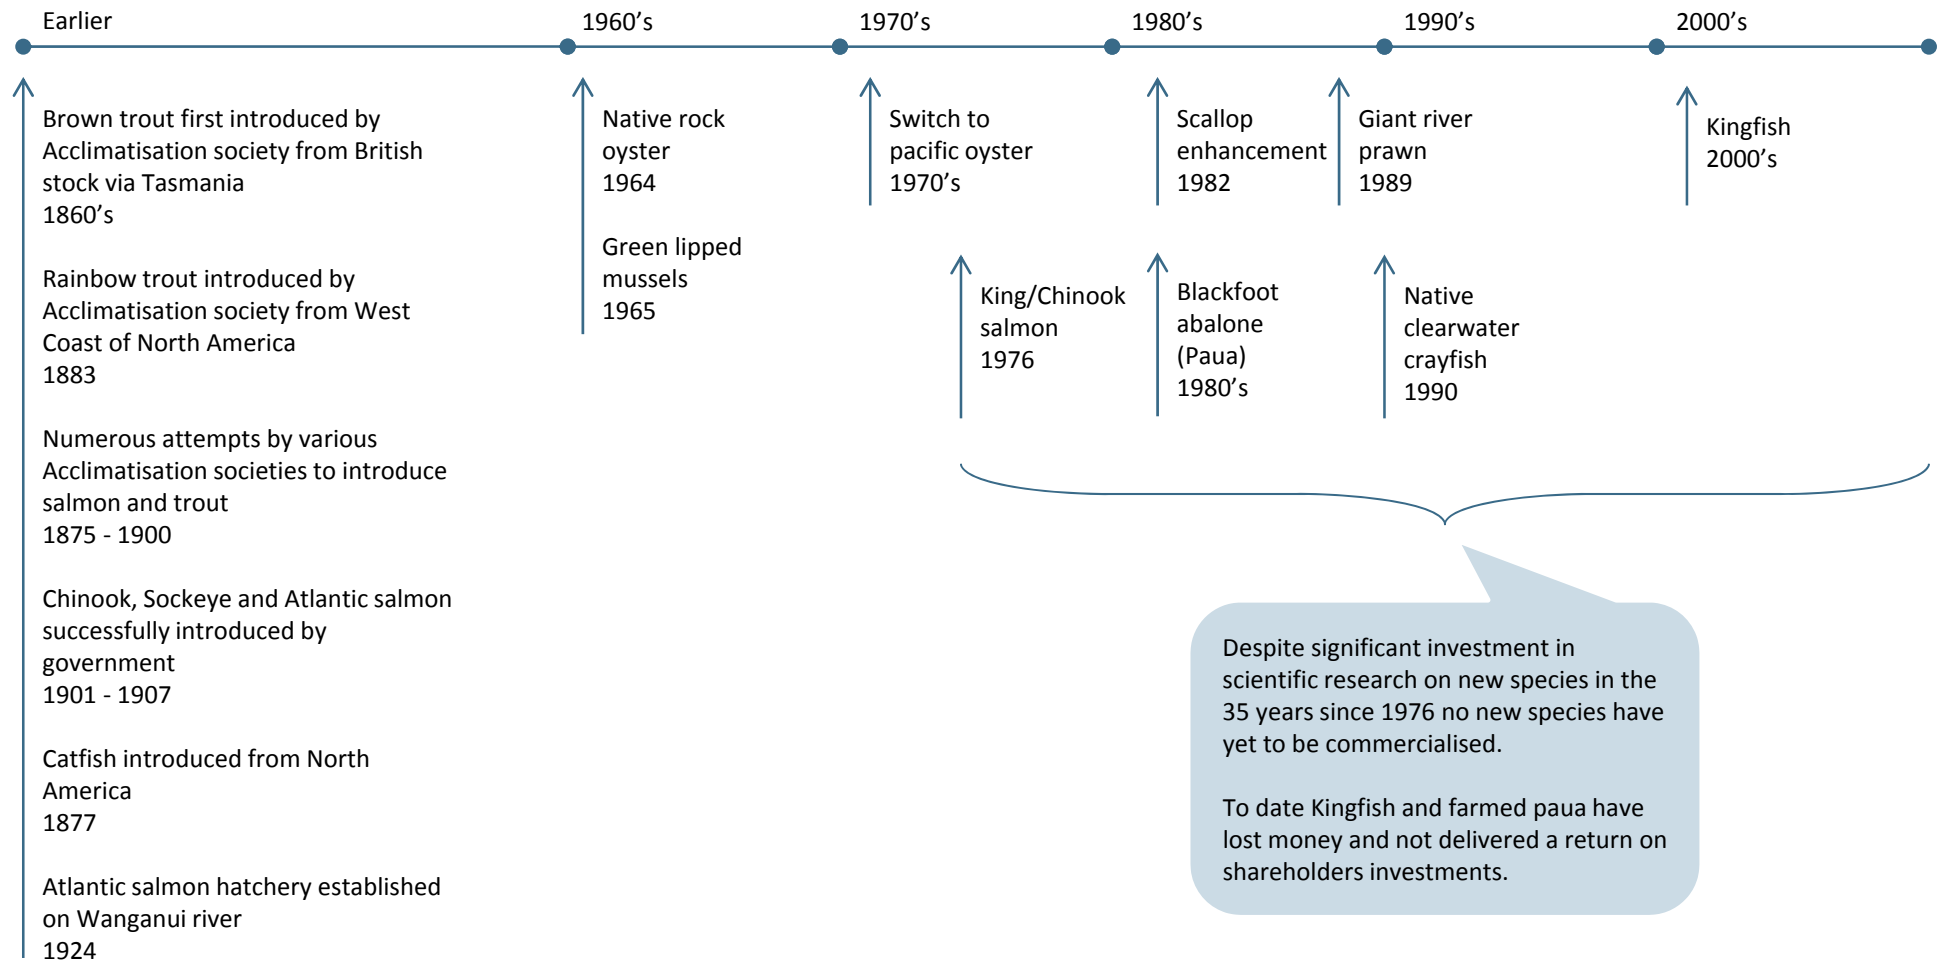 Earlier
1960’s
1970’s
1980’s
1990’s
2000’s
Brown trout first introduced by
Acclimatisation society from British
stock via Tasmania
1860’s
Rainbow trout introduced by
Acclimatisation society from West
Coast of North America
1883
Numerous attempts by various
Acclimatisation societies to introduce
salmon and trout
1875 - 1900
Chinook, Sockeye and Atlantic salmon
successfully introduced by
government
1901 - 1907
Catfish introduced from North
America
1877
Atlantic salmon hatchery established
on Wanganui river
1924
Native rock
oyster
1964
Green lipped
mussels
1965
Switch to
pacific oyster
1970’s
King/Chinook
salmon
1976
Scallop
enhancement
1982
Blackfoot
abalone
(Paua)
1980’s
Giant river
prawn
1989
Native
clearwater
crayfish
1990
Kingfish
2000’s
Despite significant investment in
scientific research on new species in the
35 years since 1976 no new species have
yet to be commercialised.
To date Kingfish and farmed paua have
lost money and not delivered a return on
shareholders investments.